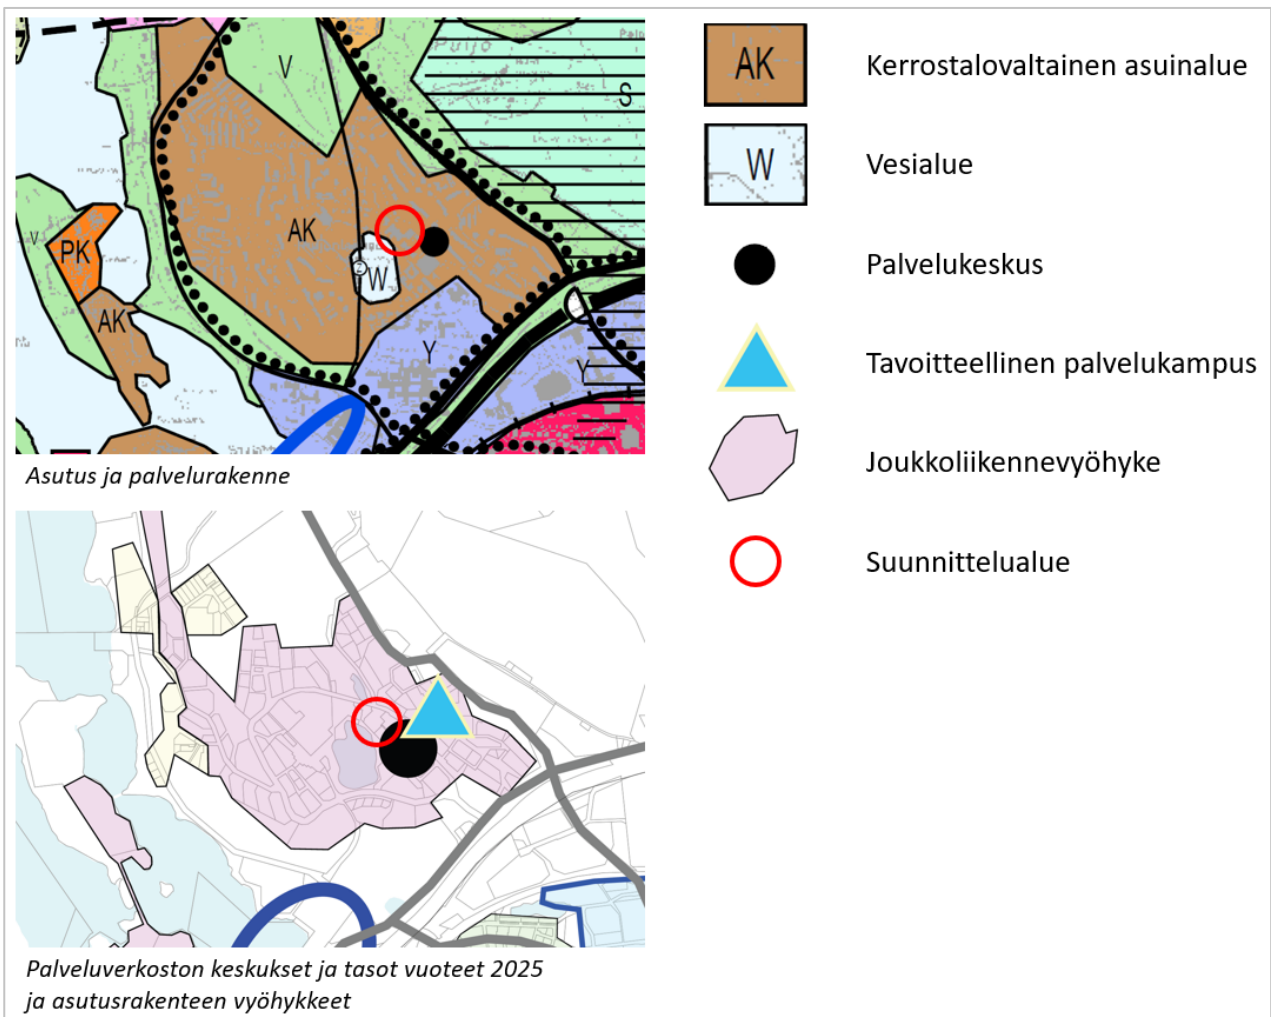 V
Puijo
S
V
PK
AK
AK
W
Y
Y
Asutus ja palvelurakenne
Palveluverkoston keskukset ja tasot vuoteet 2025
ja asutusrakenteen vyöhykkeet
AK
Kerrostalovaltainen asuinalue
W
Vesialue
Palvelukeskus
Tavoitteellinen palvelukampus
Joukkoliikennevyöhyke
Suunnittelualue